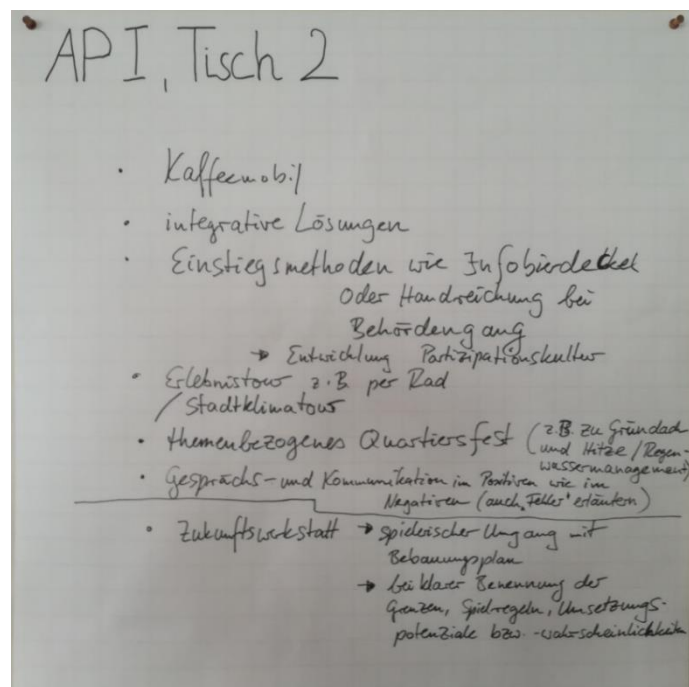 API, Tisch 2
• Kaffeemobil
• integrative Lösungen
• Einstiegsmethoden wie Infobierdeckel
oder Handreichung bei
Behördengang
→ Entwicklung Partizipationskultur
• Erlebnistour z.B. per Rad
/ Stadtklimatour
• themenbezogenes Quartiersfest (z.B. zu Gründach
und Hitze/Regen-
wassermanagement)
• Gesprächs- und Kommunikation im Positiven wie im
Negativen (auch „Fehler" erläutern)
• Zukunftswerkstatt → spielerischer Umgang mit
Bebauungsplan
→ bei klarer Benennung der
Grenzen, Spielregeln, Umsetzungs-
potenziale bzw. -wahrscheinlichkeiten